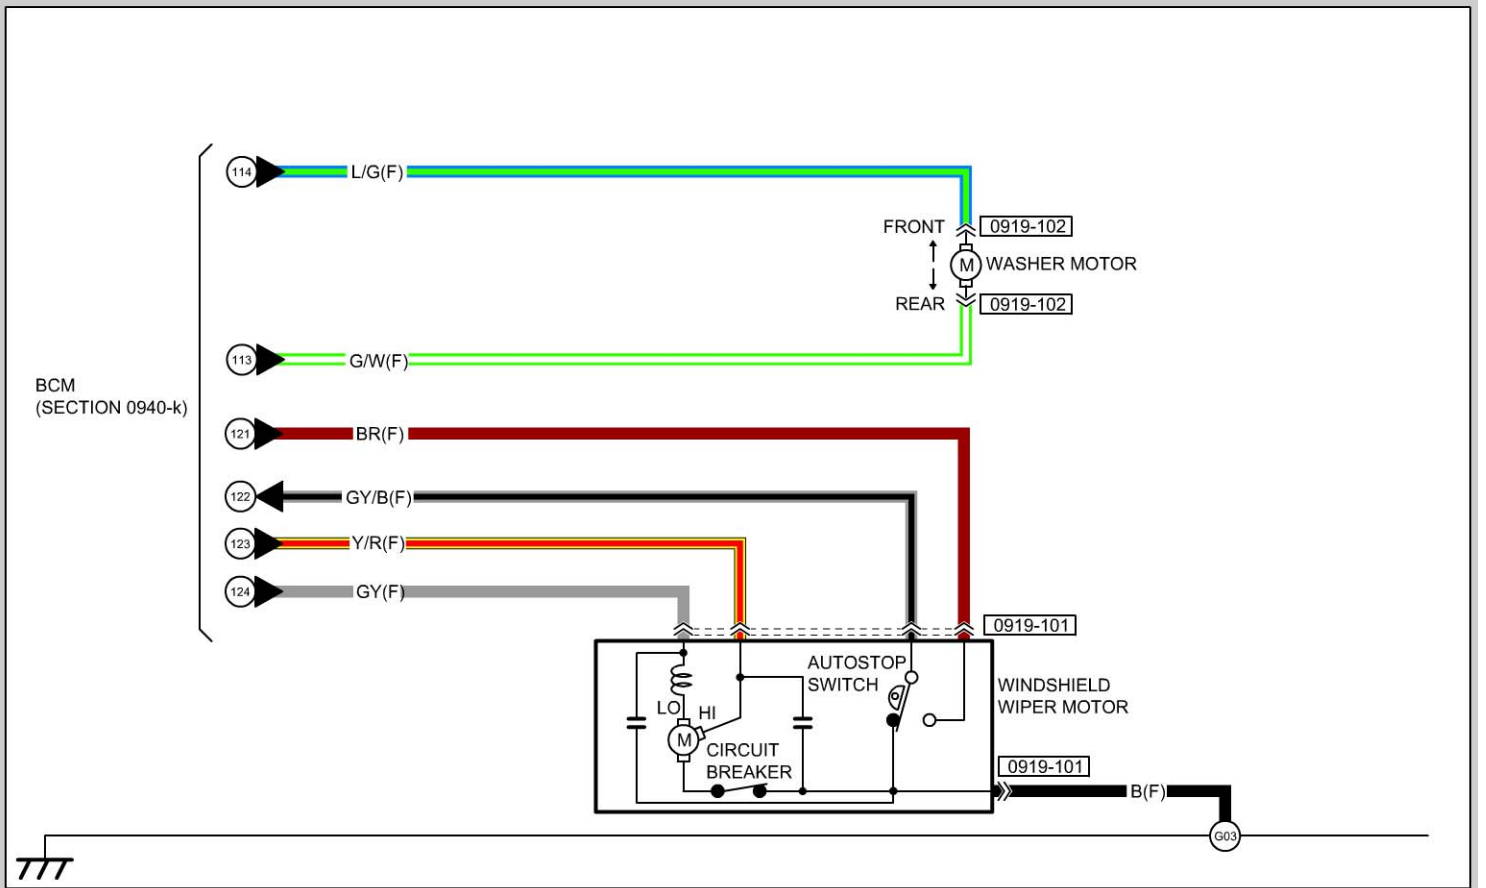 114
L/G(F)
FRONT
0919-102
M
WASHER MOTOR
REAR
0919-102
113
G/W(F)
BCM
(SECTION 0940-k)
121
BR(F)
122
GY/B(F)
123
Y/R(F)
124
GY(F)
0919-101
AUTOSTOP
SWITCH
WINDSHIELD
WIPER MOTOR
LO
HI
M
CIRCUIT
BREAKER
0919-101
B(F)
G03